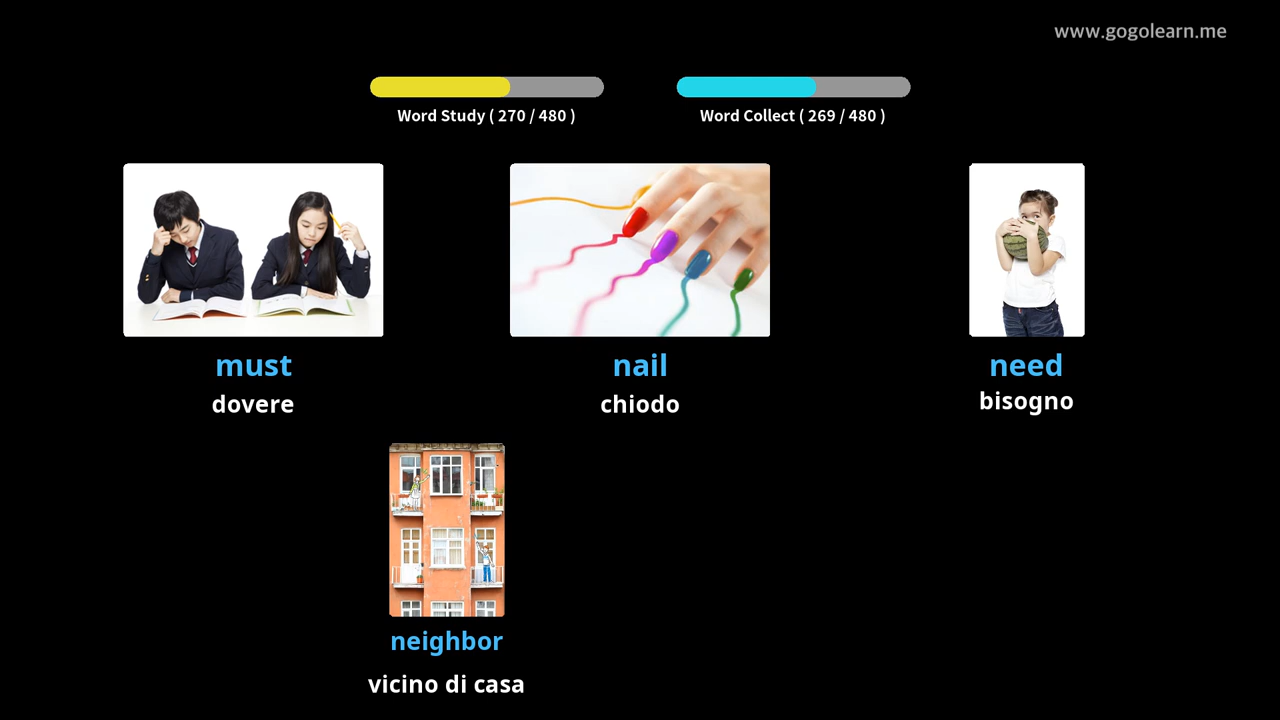 www.gogolearn.me
Word Study ( 270 / 480 )
Word Collect ( 269 / 480 )
must
nail
need
dovere
chiodo
bisogno
neighbor
vicino di casa